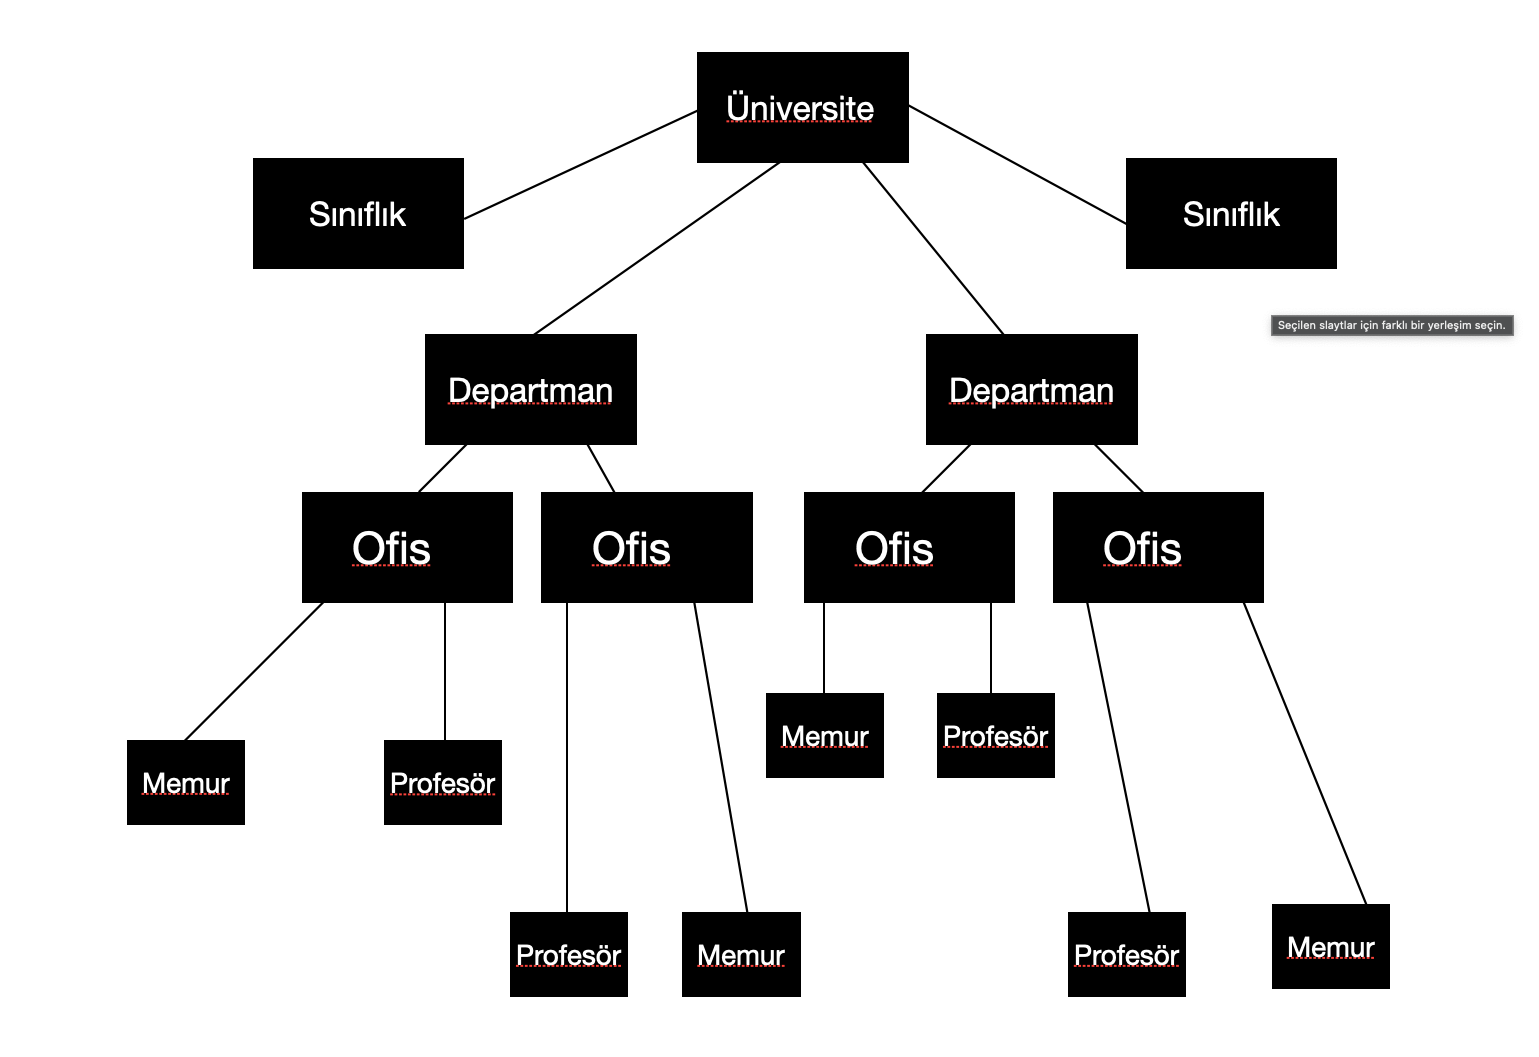 Üniversite
Sınıflık
Sınıflık
Seçilen slaytlar için farklı bir yerleşim seçin.
Departman
Departman
Ofis
Ofis
Ofis
Ofis
Memur
Profesör
Memur
Profesör
Profesör
Memur
Profesör
Memur